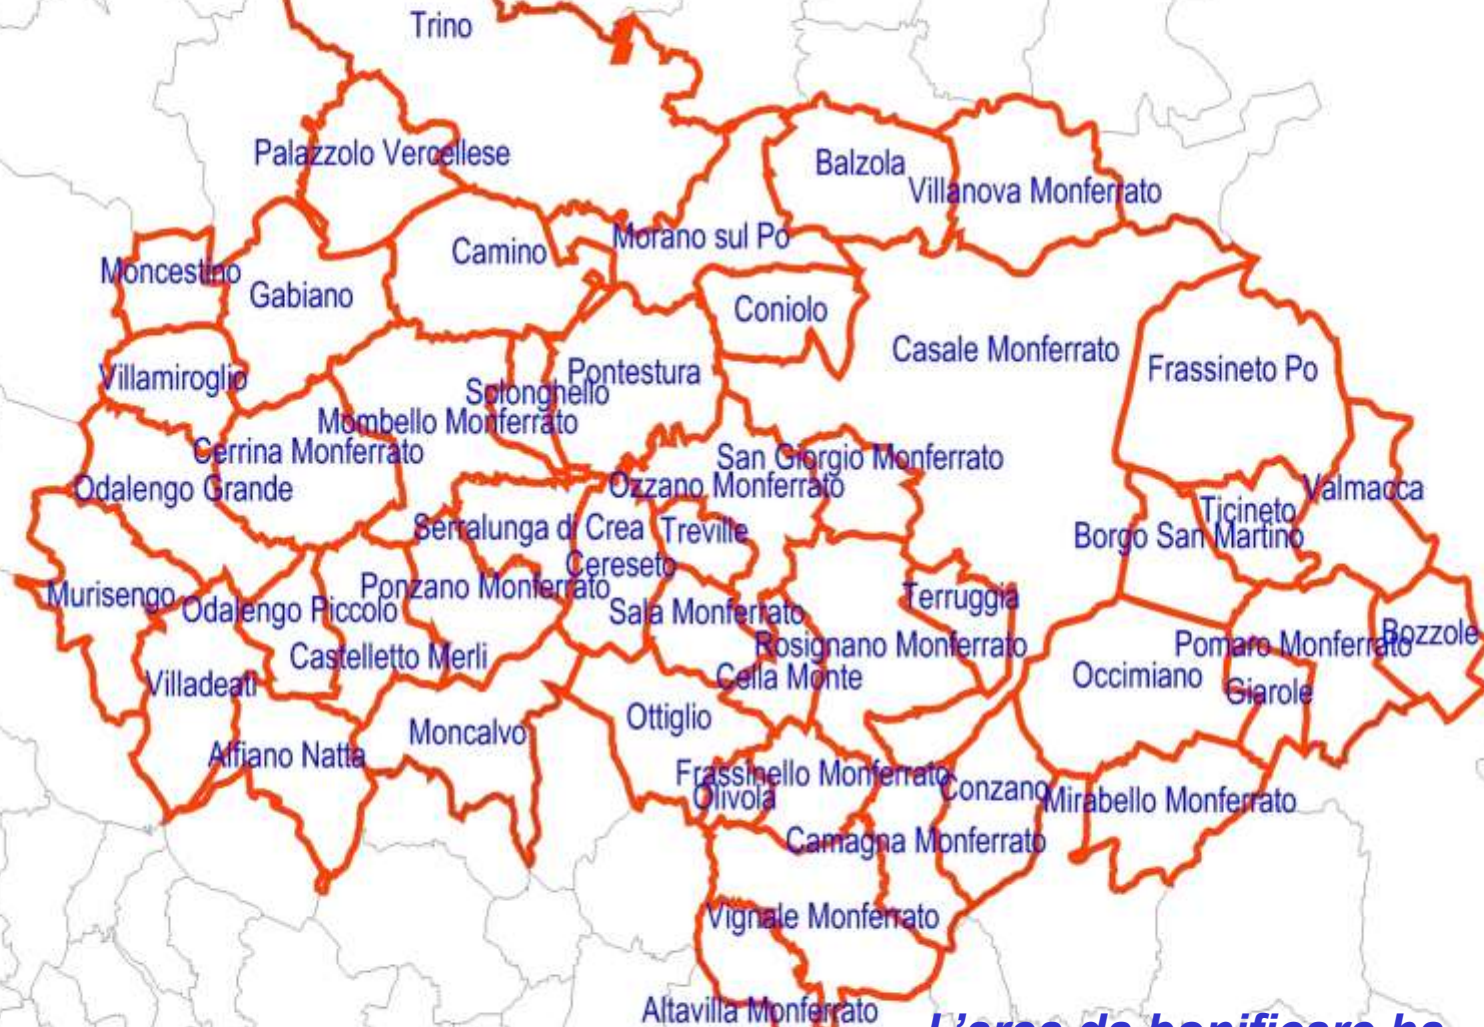 Trino
Palazzolo Vercellese
Balzola
Villanova Monferrato
Morano sul Po
Camino
Moncestino
Gabiano
Coniolo
Casale Monferrato
Frassineto Po
Villamiroglio
Pontestura
Solonghello
Mombello Monferrato
Cerrina Monferrato
San Giorgio Monferrato
Ozzano Monferrato
Odalengo Grande
Valmacca
Ticineto
Borgo San Martino
Serralunga di Crea
Treville
Cereseto
Ponzano Monferrato
Murisengo
Odalengo Piccolo
Terruggia
Sala Monferrato
Rosignano Monferrato
Pomaro Monferrato
Bozzole
Castelletto Merli
Cella Monte
Occimiano
Giarole
Villadeati
Ottiglio
Moncalvo
Alfiano Natta
Frassinello Monferrato
Olivola
Conzano
Mirabello Monferrato
Camagna Monferrato
Vignale Monferrato
Altavilla Monferrato
L'area da bonificare ha